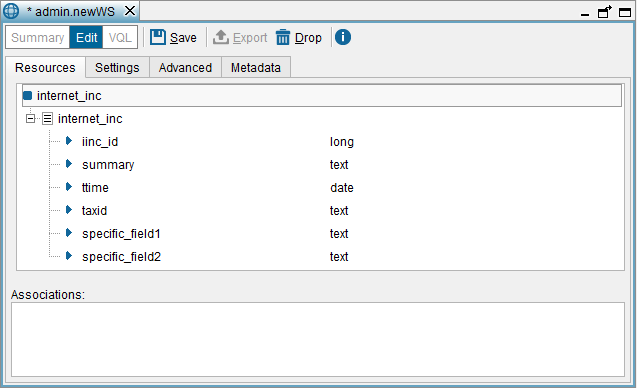 * admin.newWS
Summary Edit VQL Save Export Drop
Resources Settings Advanced Metadata
internet_inc
internet_inc
iinc_id long
summary text
ttime date
taxid text
specific_field1 text
specific_field2 text
Associations: